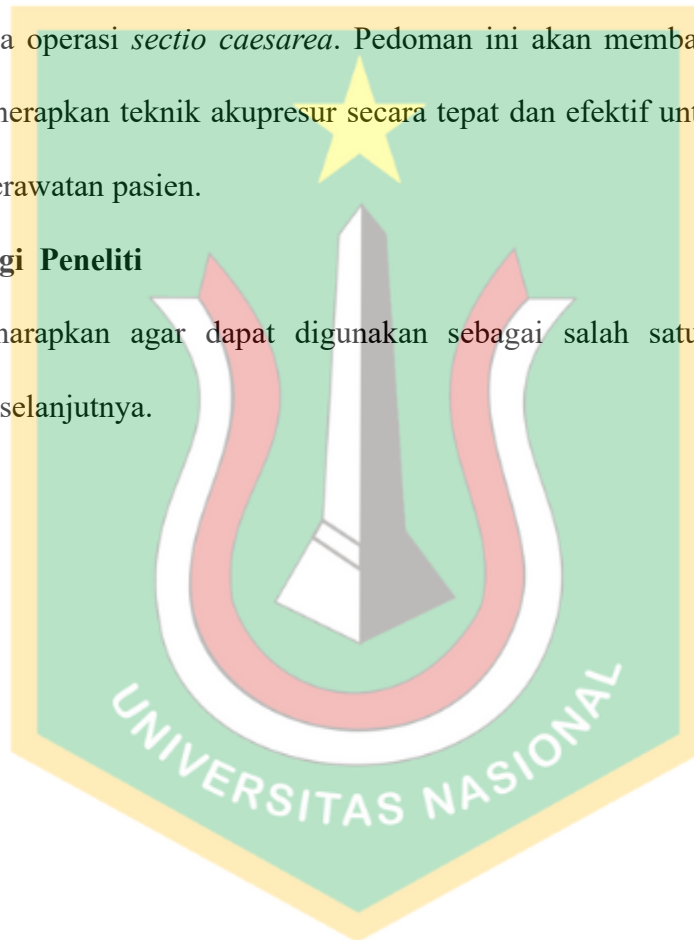 a operasi sectio caesarea. Pedoman ini akan memba
nerapkan teknik akupresur secara tepat dan efektif unt
erawatan pasien.
gi Peneliti
narapkan agar dapat digunakan sebagai salah satu
selanjutnya.
UNIVERSITAS NASIONAL